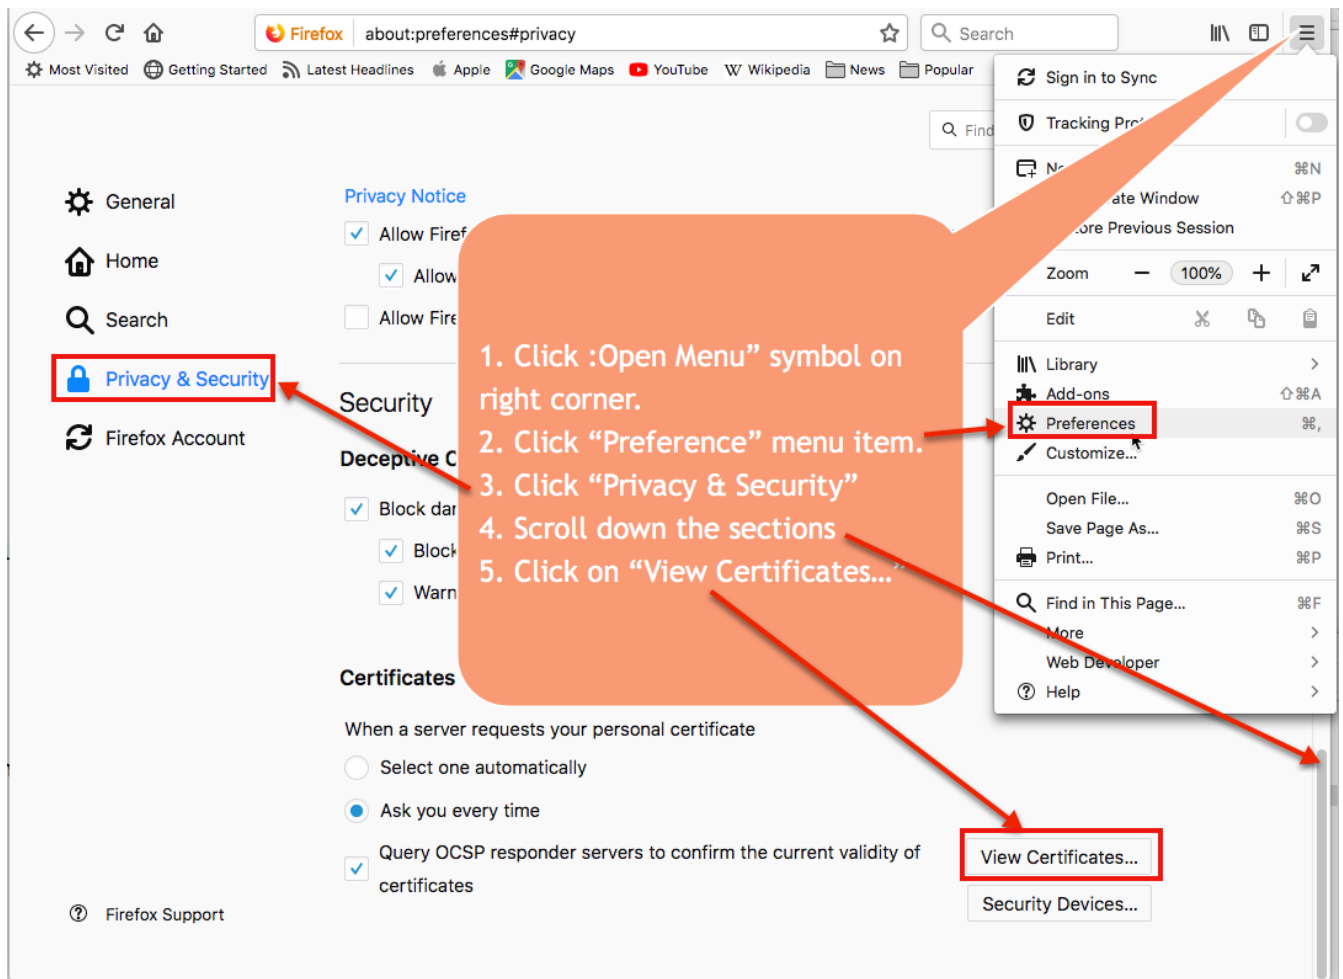 Firefox about:preferences#privacy Search
Most Visited Getting Started Latest Headlines Apple Google Maps YouTube Wikipedia News Popular
Sign in to Sync
Tracking
Find
⌘N
Window ⇧⌘P
Previous Session
Zoom − 100% +
Edit
Library
Add-ons ⇧⌘A
Preferences ⌘,
Customize...
Open File... ⌘O
Save Page As... ⌘S
Print... ⌘P
Find in This Page... ⌘F
More
Web Developer
Help
General
Home
Search
Privacy & Security
Firefox Account
Firefox Support
Privacy Notice
Allow
Allow
Allow
Security
Deceptive
Block
Block
Warn
Certificates
When a server requests your personal certificate
Select one automatically
Ask you every time
Query OCSP responder servers to confirm the current validity of
certificates
View Certificates...
Security Devices...
1. Click :Open Menu” symbol on
right corner.
2. Click “Preference” menu item.
3. Click “Privacy & Security”
4. Scroll down the sections
5. Click on “View Certificates…”